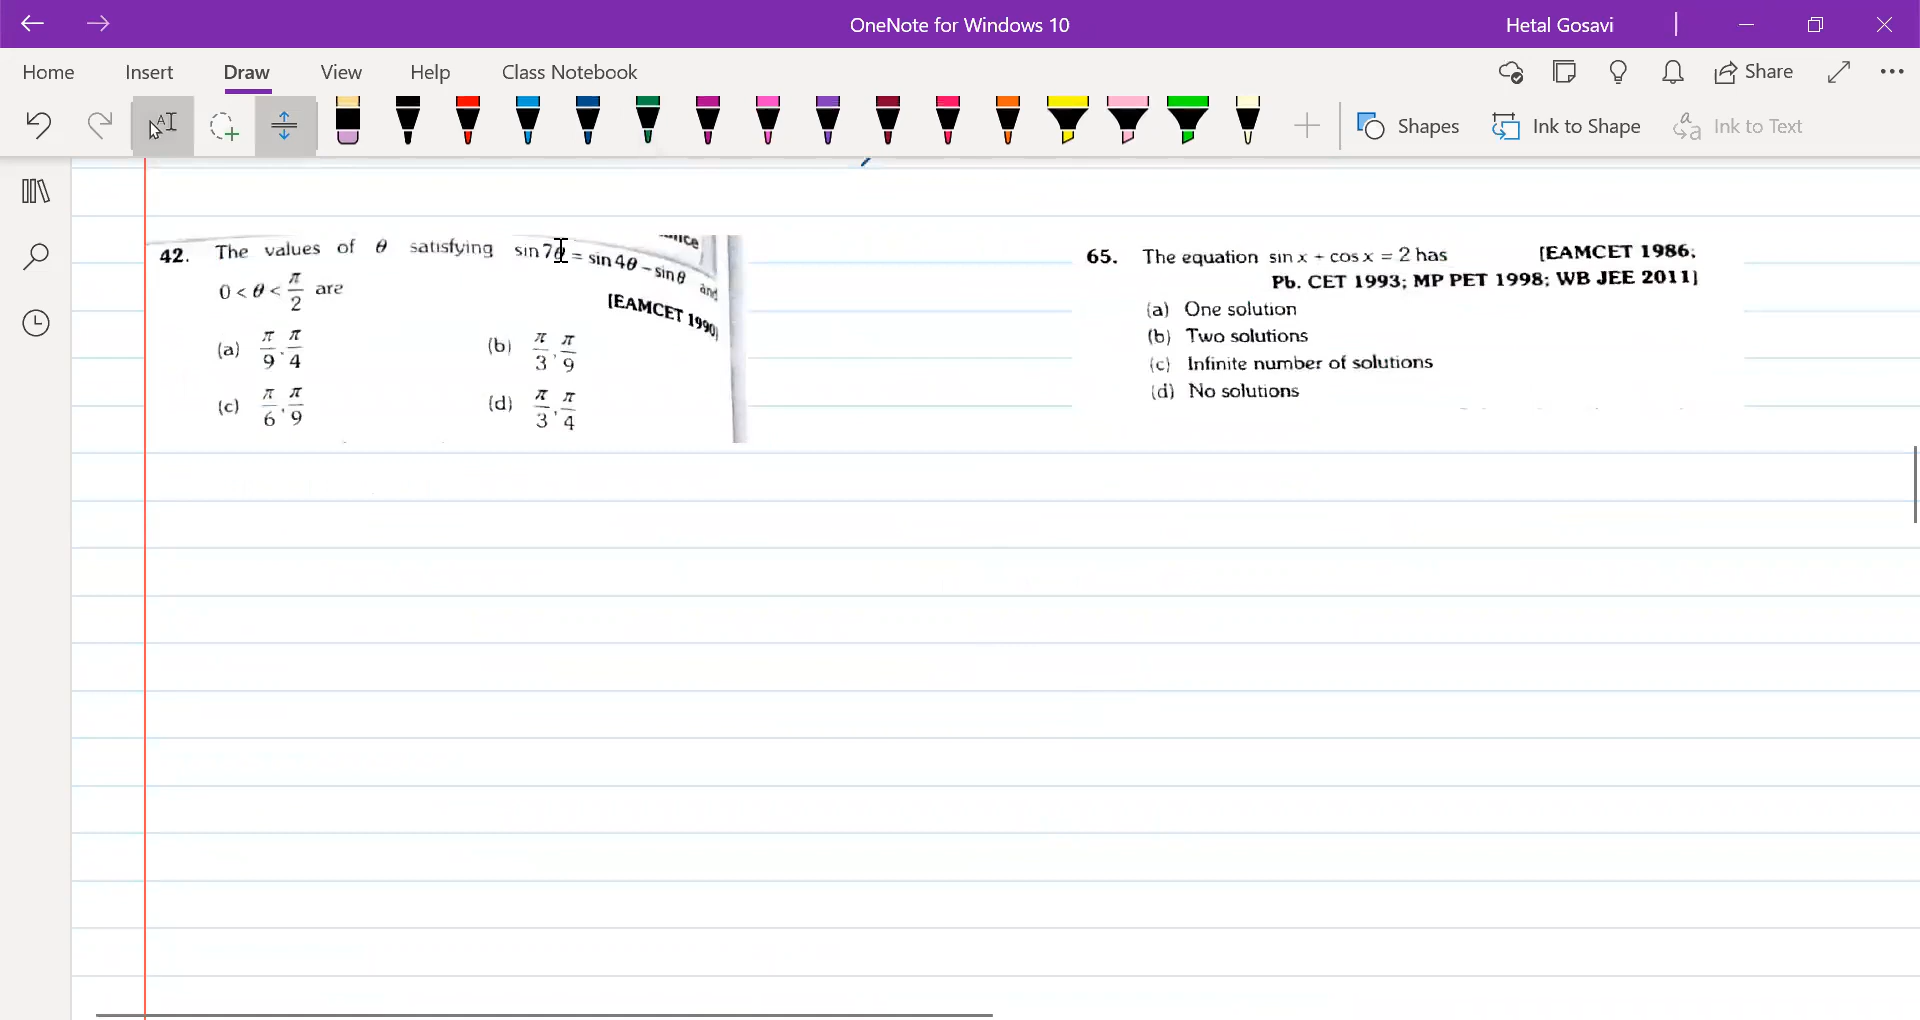 OneNote for Windows 10
Hetal Gosavi
Home Insert Draw View Help Class Notebook
Share
Shapes
Ink to Shape
Ink to Text
42. The values of θ satisfying sin 7θ = sin 4θ − sin θ and
0 < θ < π/2 are
[EAMCET 1990]
(a) π/9, π/4
(b) π/3, π/9
(c) π/6, π/9
(d) π/3, π/4
65. The equation sin x + cos x = 2 has [EAMCET 1986;
Pb. CET 1993; MP PET 1998; WB JEE 2011]
(a) One solution
(b) Two solutions
(c) Infinite number of solutions
(d) No solutions